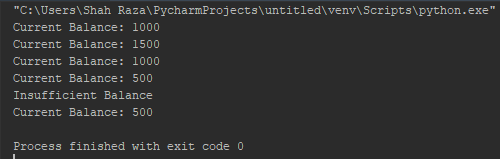 "C:\Users\Shah Raza\PycharmProjects\untitled\venv\Scripts\python.exe"
Current Balance: 1000
Current Balance: 1500
Current Balance: 1000
Current Balance: 500
Insufficient Balance
Current Balance: 500
Process finished with exit code 0